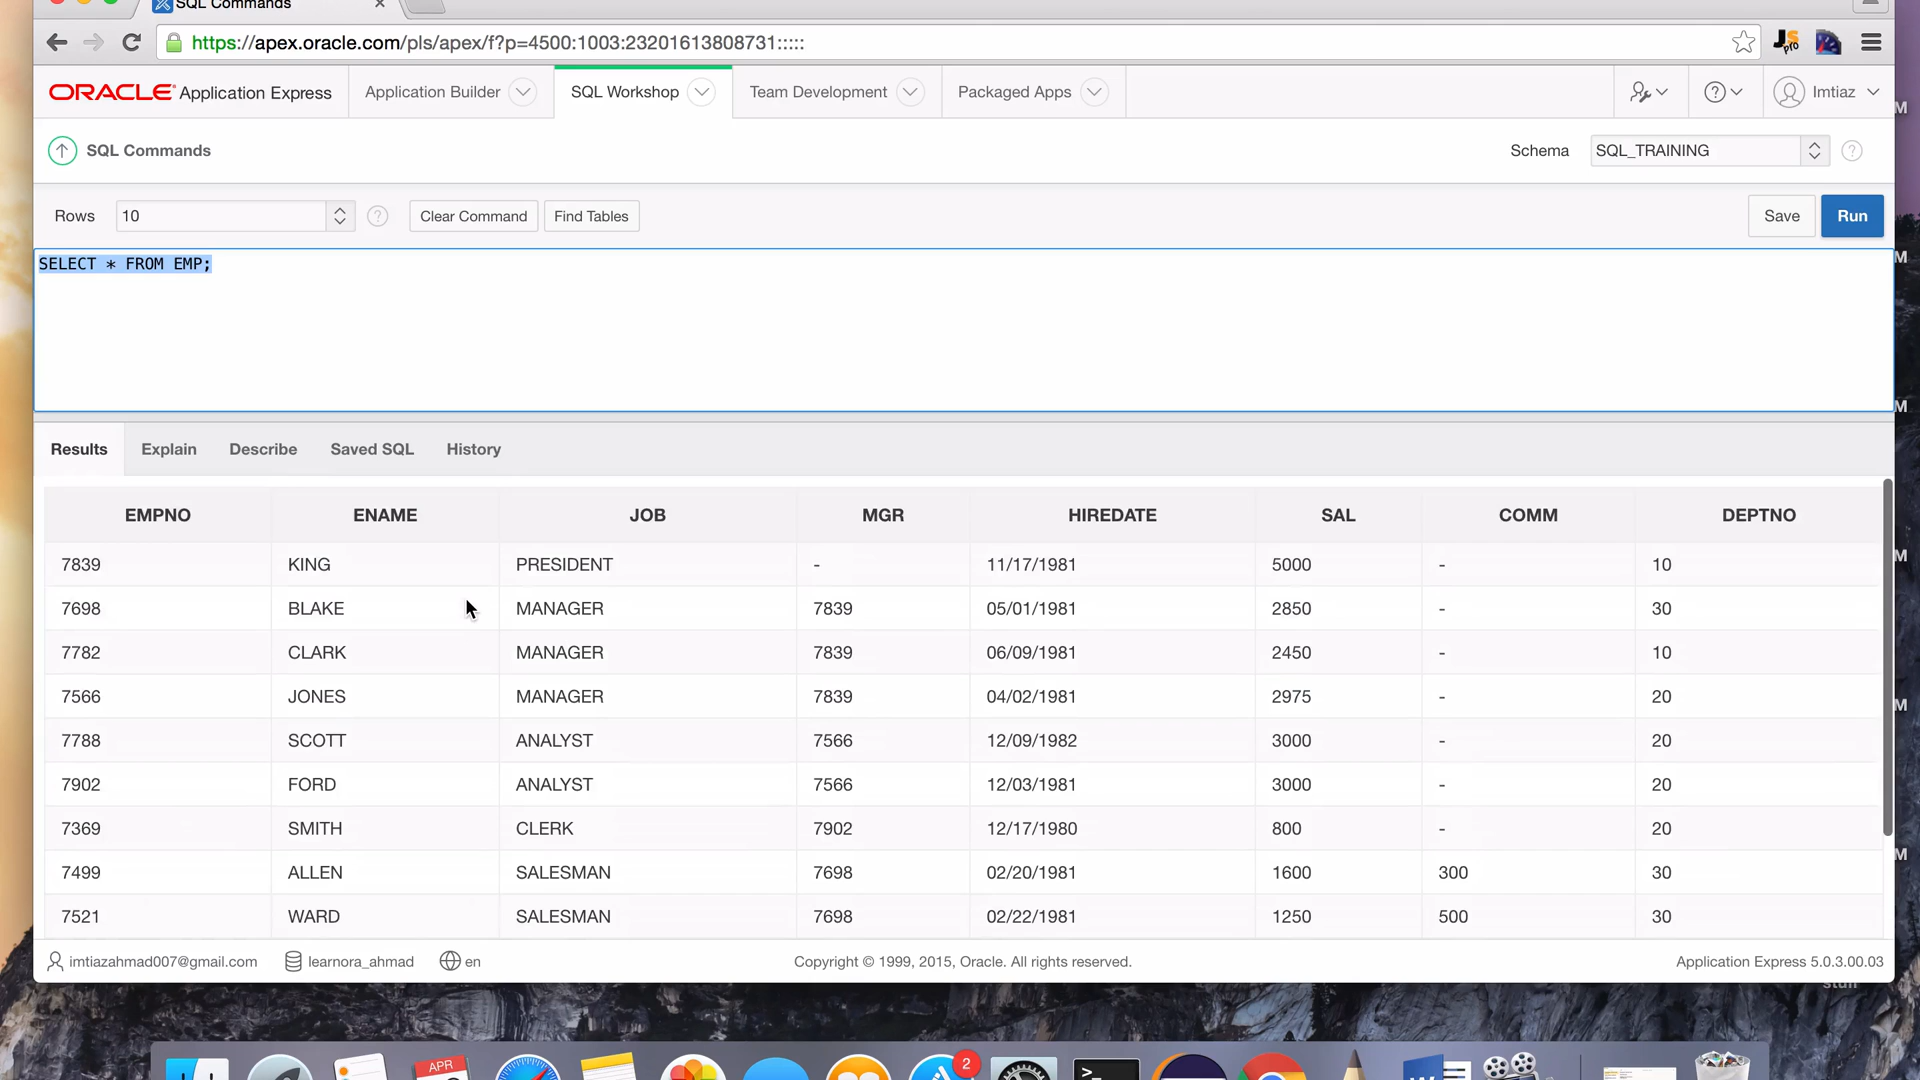 SQL Commands
https://apex.oracle.com/pls/apex/f?p=4500:1003:23201613808731:::::
JS pro
ORACLE Application Express Application Builder SQL Workshop Team Development Packaged Apps Imtiaz
SQL Commands Schema SQL_TRAINING
Rows 10 Clear Command Find Tables Save Run
SELECT * FROM EMP;
Results Explain Describe Saved SQL History
EMPNO ENAME JOB MGR HIREDATE SAL COMM DEPTNO
7839 KING PRESIDENT - 11/17/1981 5000 - 10
7698 BLAKE MANAGER 7839 05/01/1981 2850 - 30
7782 CLARK MANAGER 7839 06/09/1981 2450 - 10
7566 JONES MANAGER 7839 04/02/1981 2975 - 20
7788 SCOTT ANALYST 7566 12/09/1982 3000 - 20
7902 FORD ANALYST 7566 12/03/1981 3000 - 20
7369 SMITH CLERK 7902 12/17/1980 800 - 20
7499 ALLEN SALESMAN 7698 02/20/1981 1600 300 30
7521 WARD SALESMAN 7698 02/22/1981 1250 500 30
imtiazahmad007@gmail.com learnora_ahmad en Copyright © 1999, 2015, Oracle. All rights reserved. Application Express 5.0.3.00.03
stuff
APR 2 >_ W